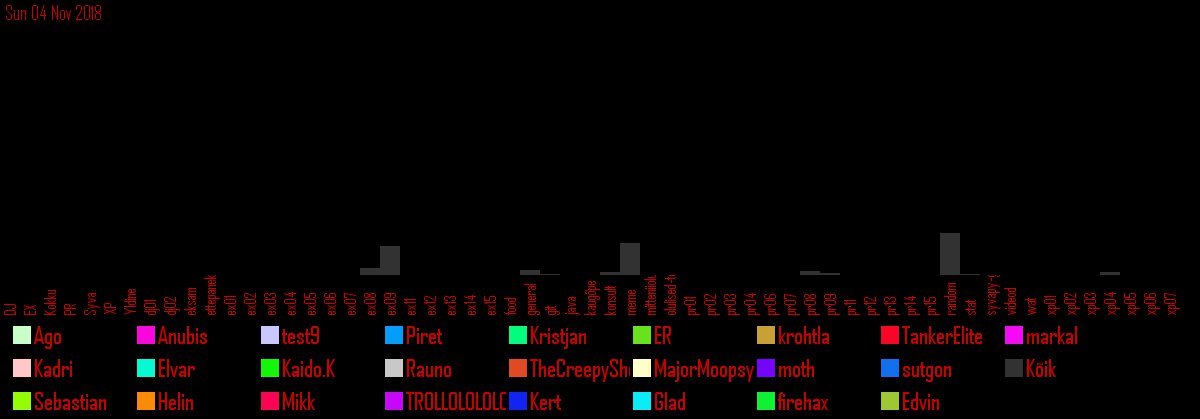 Sun 04 Nov 2018
DJ EX Kokku PR Syva XP Yldine dj01 dj02 eksam ettepanek ex01 ex02 ex03 ex04 ex05 ex06 ex07 ex08 ex09 ex11 ex12 ex13 ex14 ex15 food general git java kaugõpe konsult meme olulised-t pr01 pr02 pr03 pr04 pr06 pr07 pr08 pr09 pr11 pr12 pr13 pr14 pr15 random stat syvapy-t videod waf xp01 xp02 xp03 xp04 xp05 xp06 xp07
Ago Anubis test9 Piret Kristjan ER krohtla TankerElite markal
Kadri Elvar Kaido.K Rauno TheCreepySh MajorMoopsy moth sutgon Kõik
Sebastian Helin Mikk TROLLOLOLOLO Kert Glad firehax Edvin